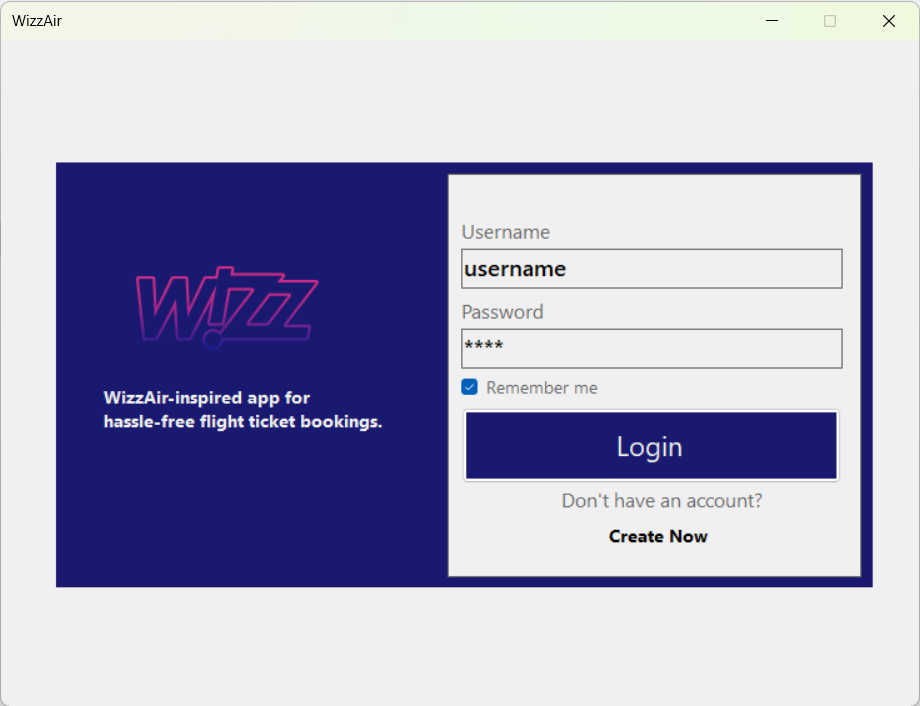 WizzAir
Wizz
WizzAir-inspired app for
hassle-free flight ticket bookings.
Username
username
Password
****
Remember me
Login
Don't have an account?
Create Now